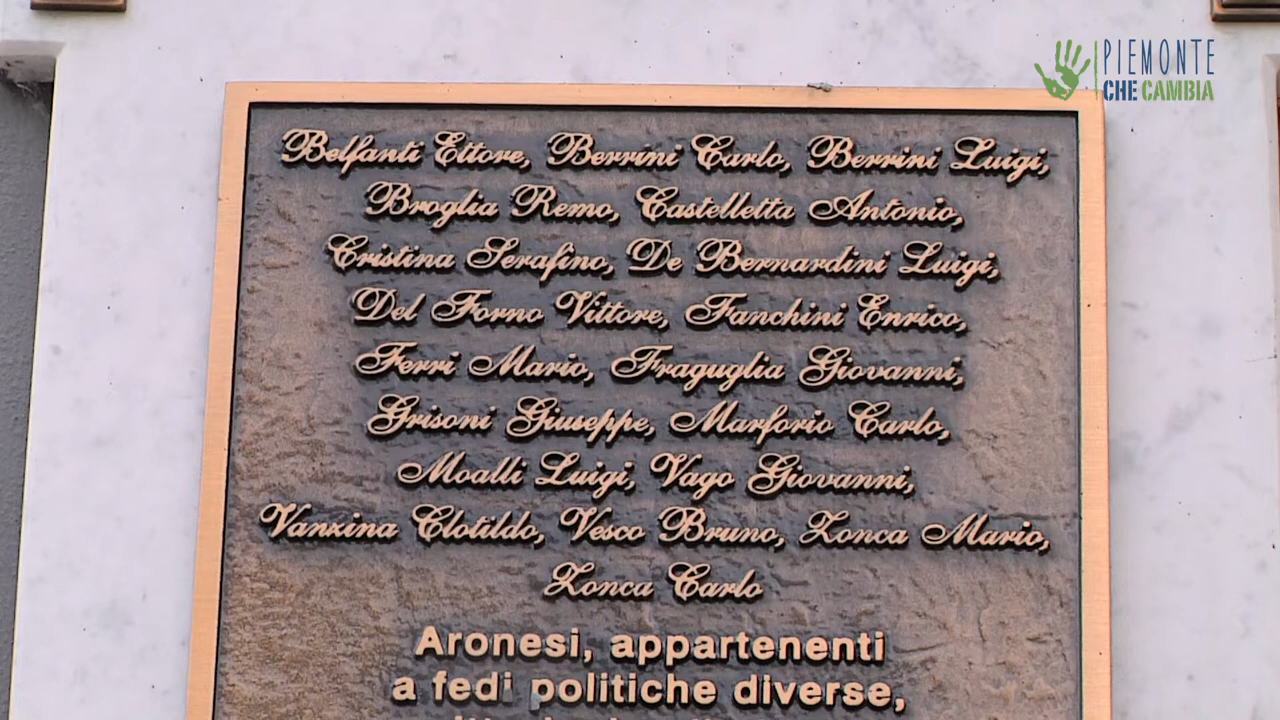 PIEMONTE
CHE CAMBIA
Belfanti Ettore, Berrini Carlo, Berrini Luigi,
Broglia Remo, Castelletta Antonio,
Cristina Serafino, De Bernardini Luigi,
Del Forno Vittore, Fanchini Enrico,
Ferri Mario, Fraguglia Giovanni,
Grisoni Giuseppe, Marforio Carlo,
Moalli Luigi, Vago Giovanni,
Vanzina Clotildo, Vesco Bruno, Zonca Mario,
Zonca Carlo
Aronesi, appartenenti
a fedi politiche diverse,